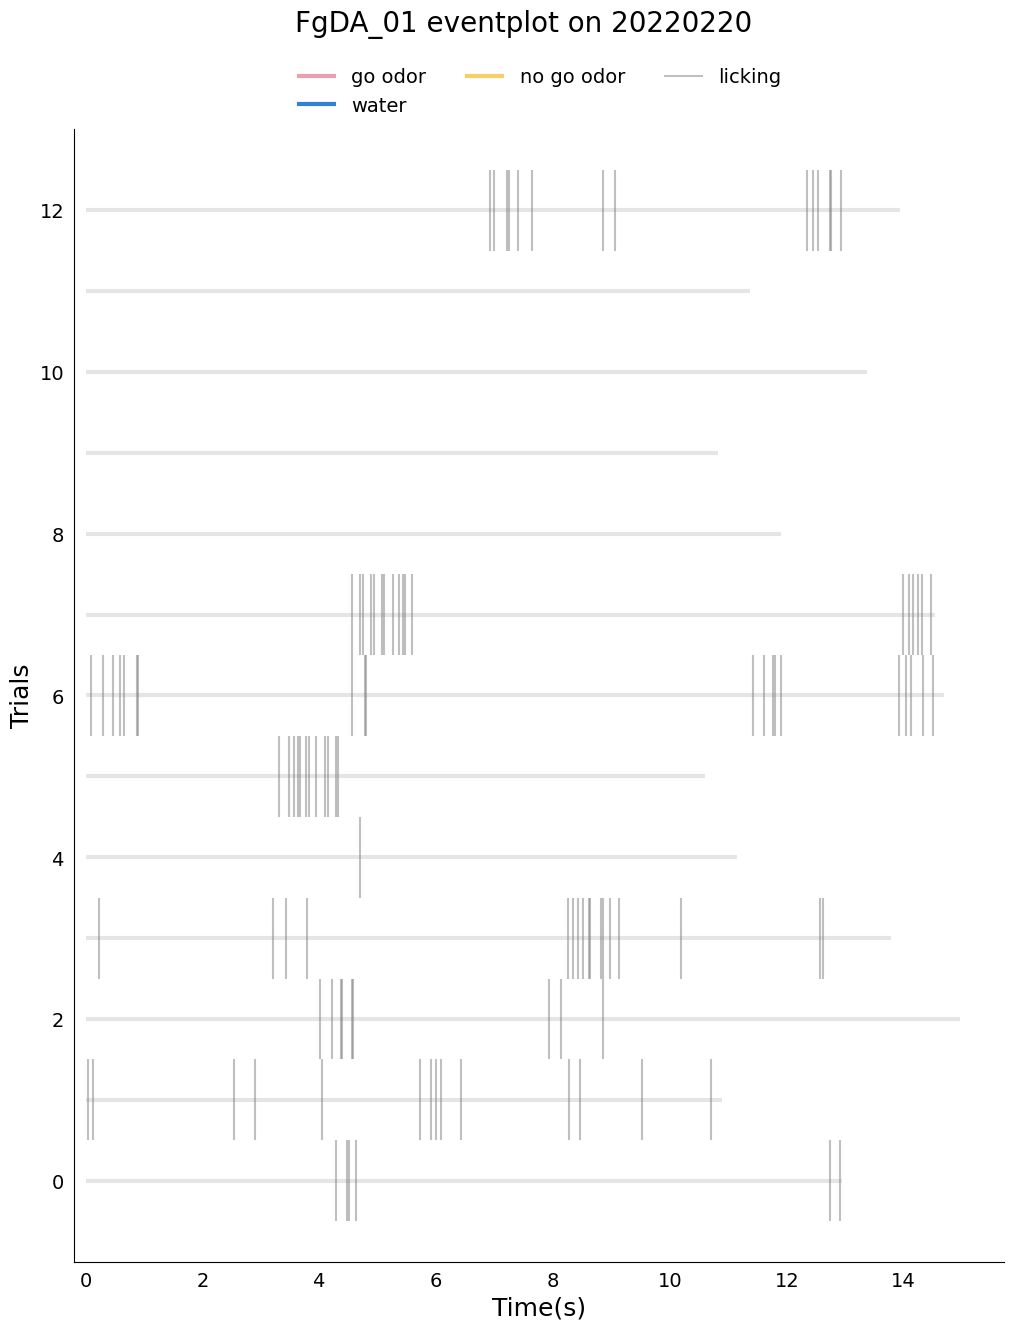 FgDA_01 eventplot on 20220220
go odor
no go odor
licking
water
12
10
8
6
4
2
0
Trials
0 2 4 6 8 10 12 14
Time(s)